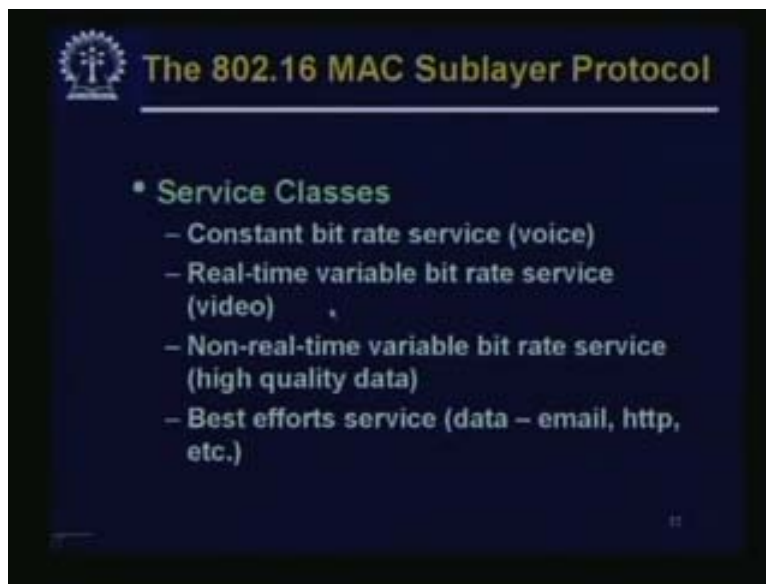 The 802.16 MAC Sublayer Protocol
• Service Classes
– Constant bit rate service (voice)
– Real-time variable bit rate service
(video)
– Non-real-time variable bit rate service
(high quality data)
– Best efforts service (data – email, http,
etc.)